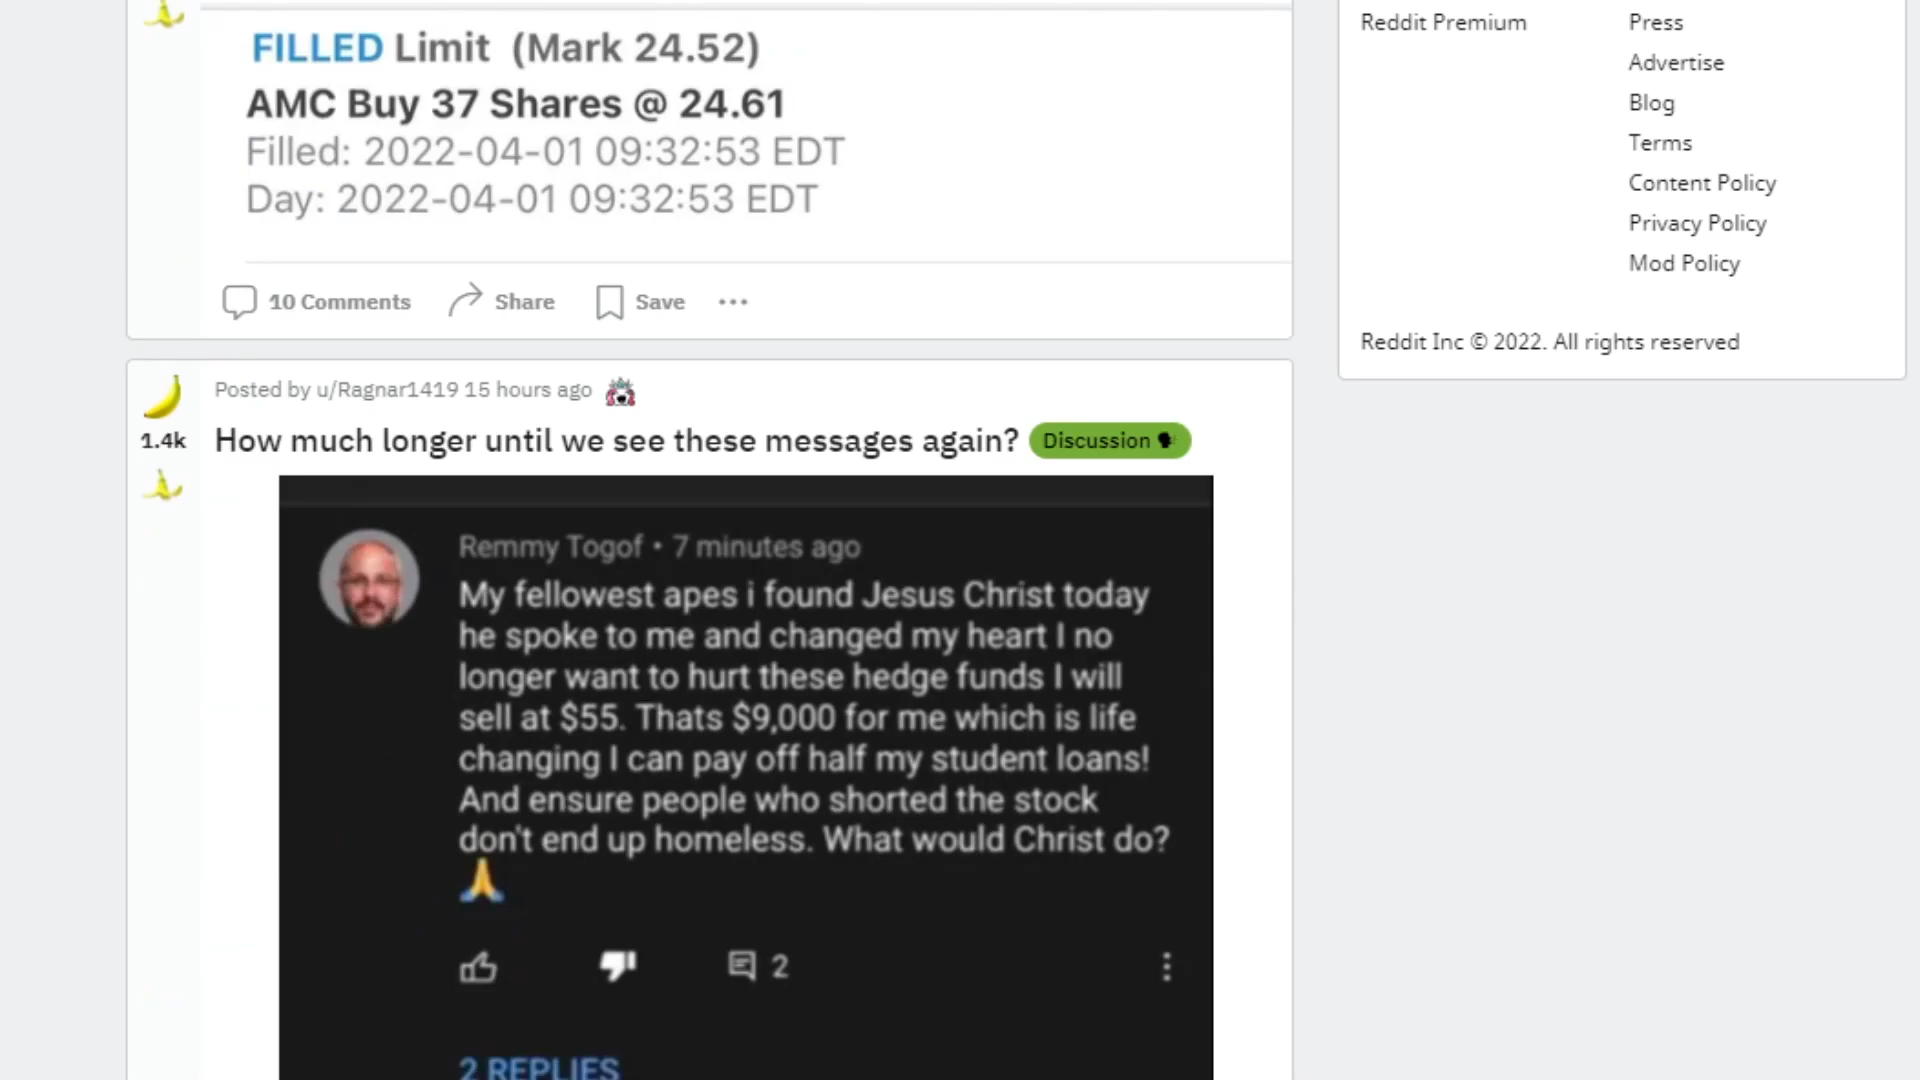 FILLED Limit (Mark 24.52)
AMC Buy 37 Shares @ 24.61
Filled: 2022-04-01 09:32:53 EDT
Day: 2022-04-01 09:32:53 EDT
10 Comments Share Save
Posted by u/Ragnar1419 15 hours ago
1.4k
How much longer until we see these messages again? Discussion
Remmy Togof • 7 minutes ago
My fellowest apes i found Jesus Christ today
he spoke to me and changed my heart I no
longer want to hurt these hedge funds I will
sell at $55. Thats $9,000 for me which is life
changing I can pay off half my student loans!
And ensure people who shorted the stock
don't end up homeless. What would Christ do?
🙏
2
2 REPLIES
Reddit Premium
Press
Advertise
Blog
Terms
Content Policy
Privacy Policy
Mod Policy
Reddit Inc © 2022. All rights reserved